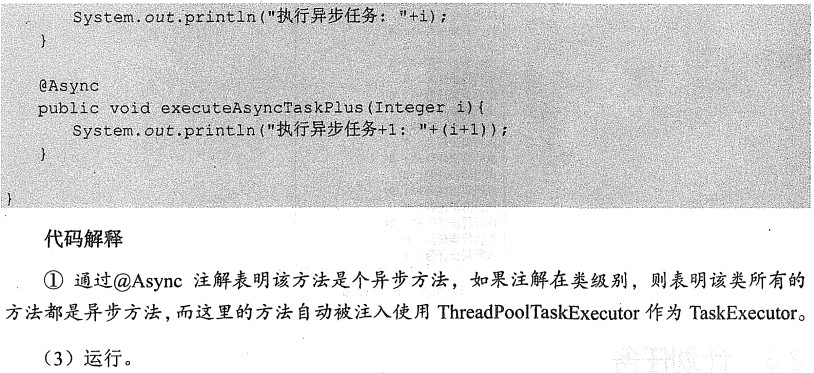 System.out.println("执行异步任务: "+i);
}
@Async
public void executeAsyncTaskPlus(Integer i){
System.out.println("执行异步任务+1: "+(i+1));
}
}
代码解释
① 通过@Async 注解表明该方法是个异步方法，如果注解在类级别，则表明该类所有的
方法都是异步方法，而这里的方法自动被注入使用 ThreadPoolTaskExecutor 作为 TaskExecutor。
（3）运行。